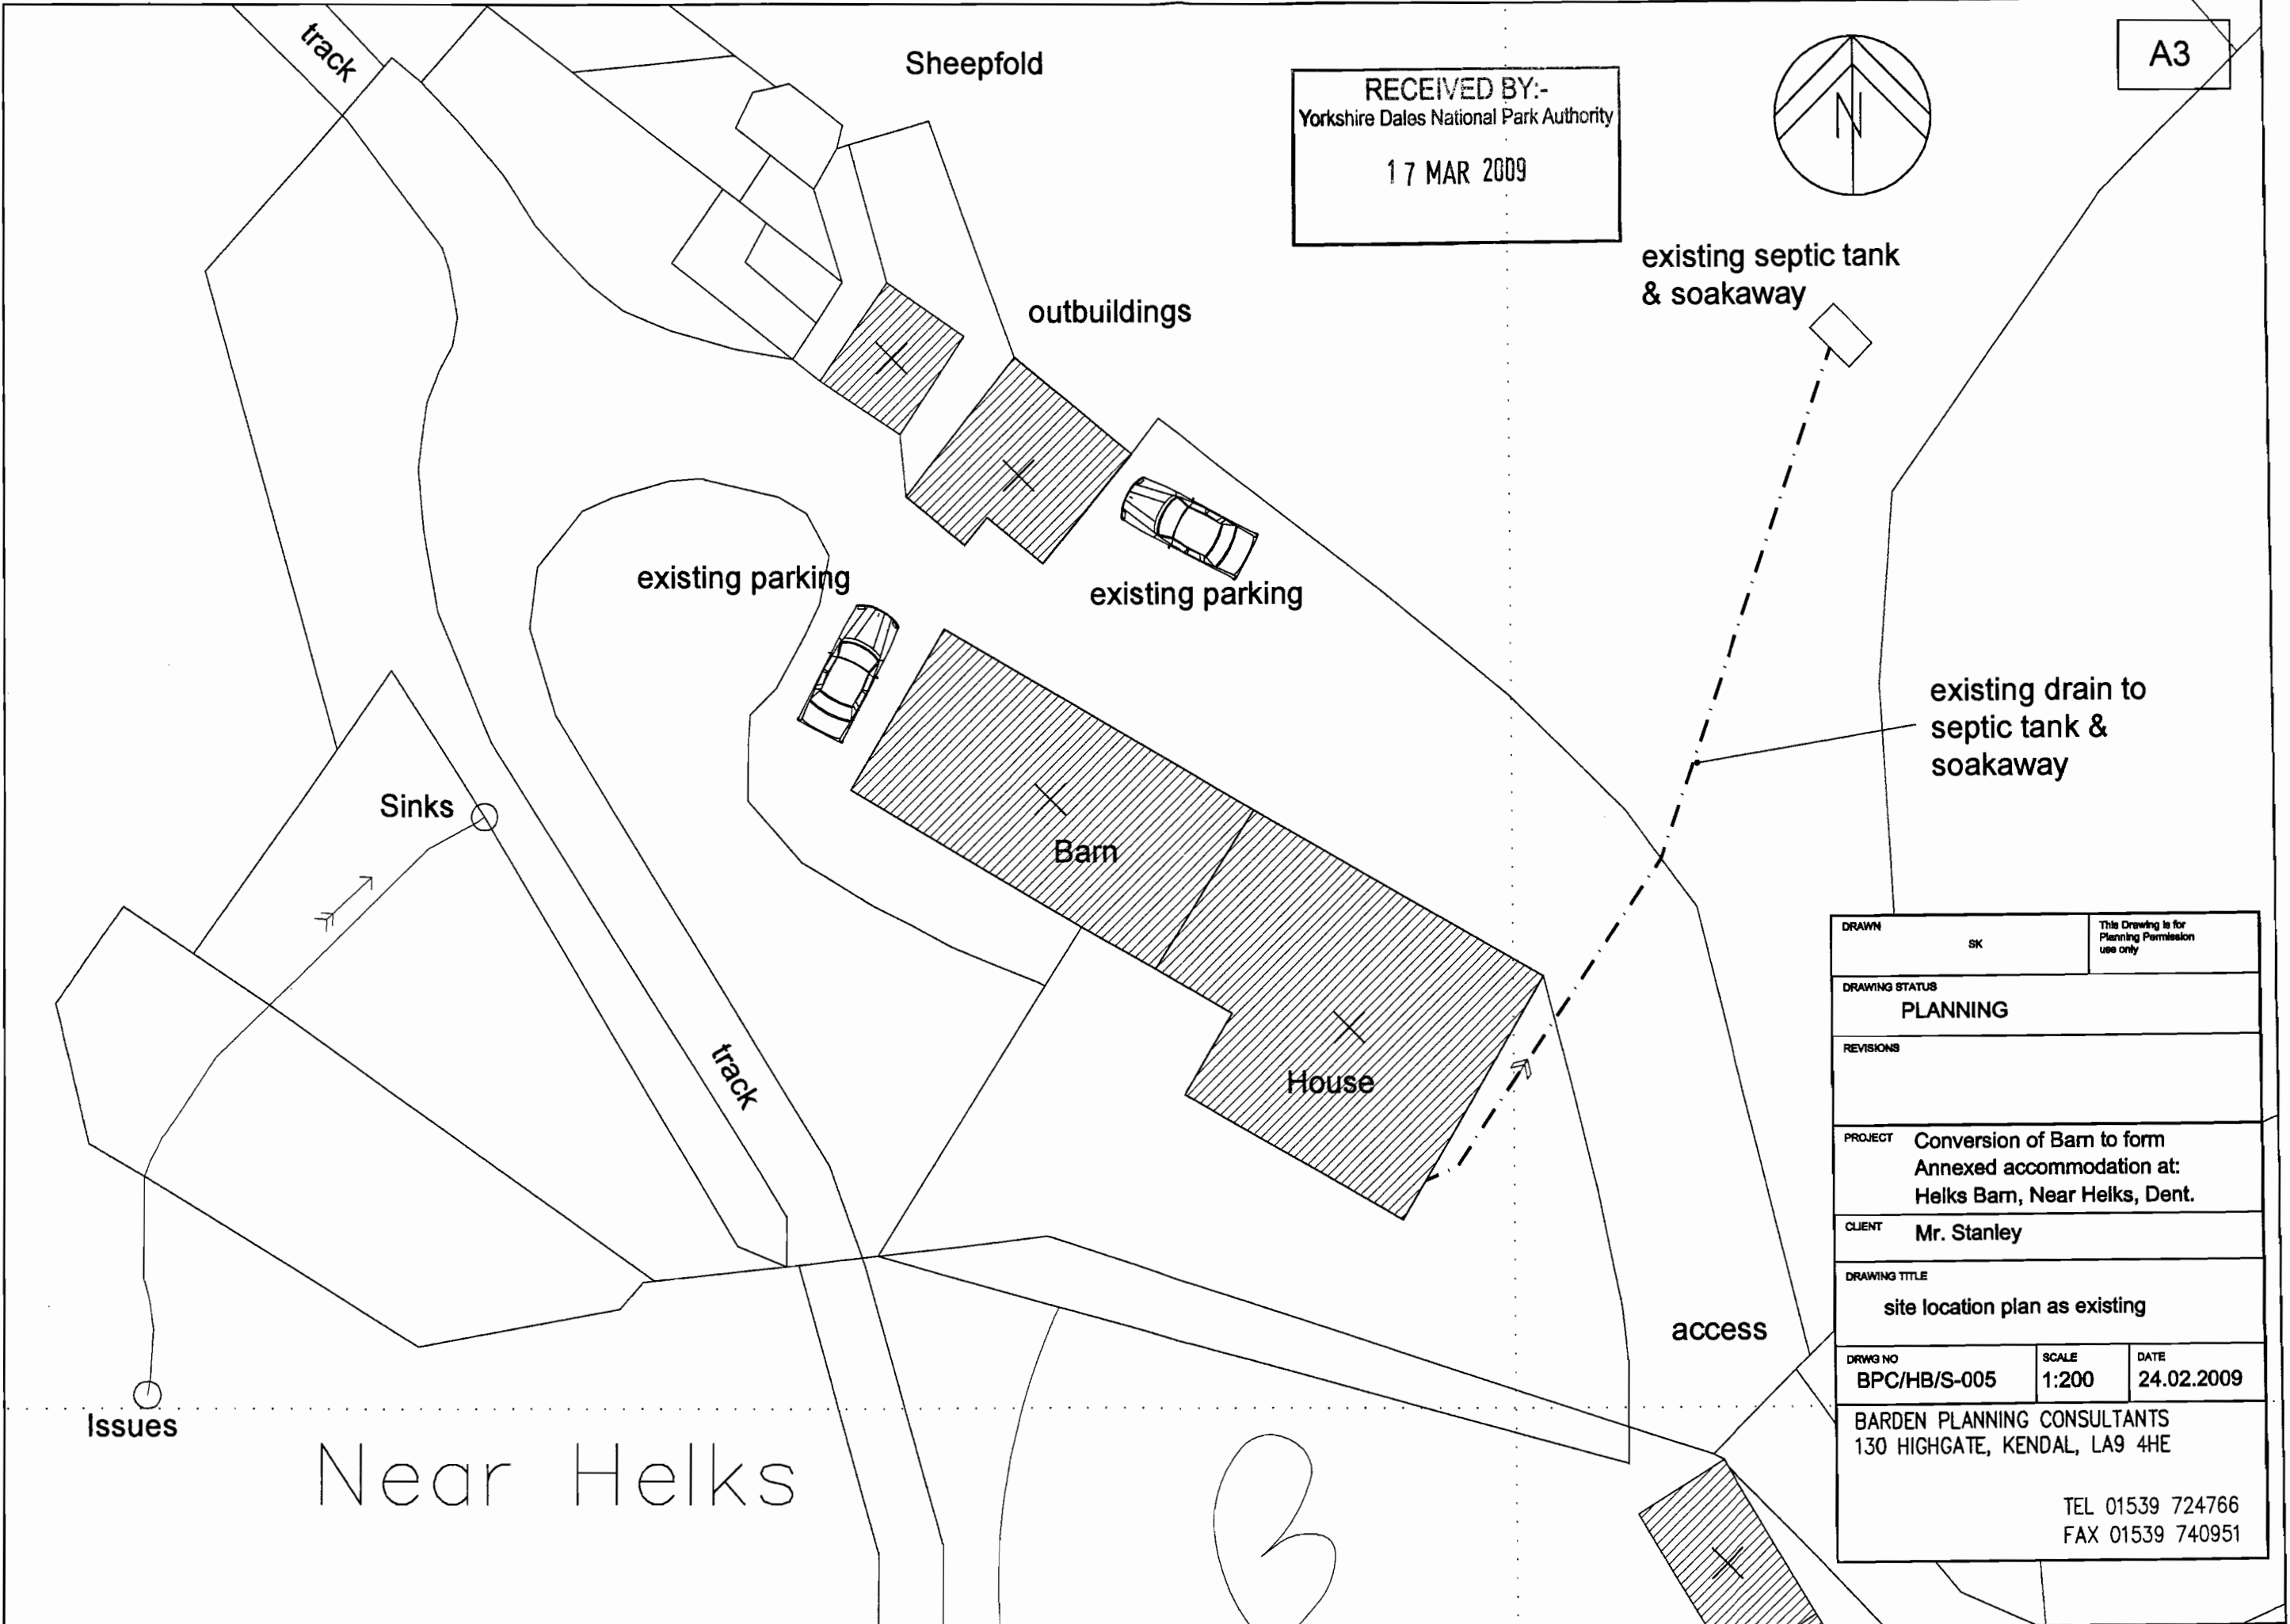 track
Sheepfold
RECEIVED BY:-
Yorkshire Dales National Park Authority
17 MAR 2009
N
A3
existing septic tank
& soakaway
outbuildings
existing parking
existing parking
existing drain to
septic tank &
soakaway
Sinks
Barn
House
track
access
Issues
Near Helks
DRAWN
SK
This Drawing is for
Planning Permission
use only
DRAWING STATUS
PLANNING
REVISIONS
PROJECT Conversion of Barn to form
Annexed accommodation at:
Helks Barn, Near Helks, Dent.
CLIENT Mr. Stanley
DRAWING TITLE
site location plan as existing
DRWG NO
BPC/HB/S-005
SCALE
1:200
DATE
24.02.2009
BARDEN PLANNING CONSULTANTS
130 HIGHGATE, KENDAL, LA9 4HE
TEL 01539 724766
FAX 01539 740951